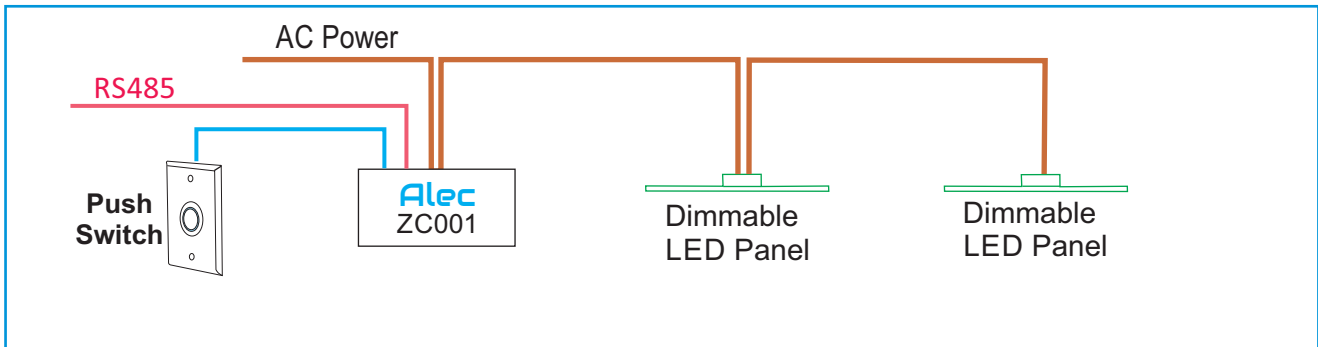 AC Power
RS485
Push
Switch
Alec
ZC001
Dimmable
LED Panel
Dimmable
LED Panel